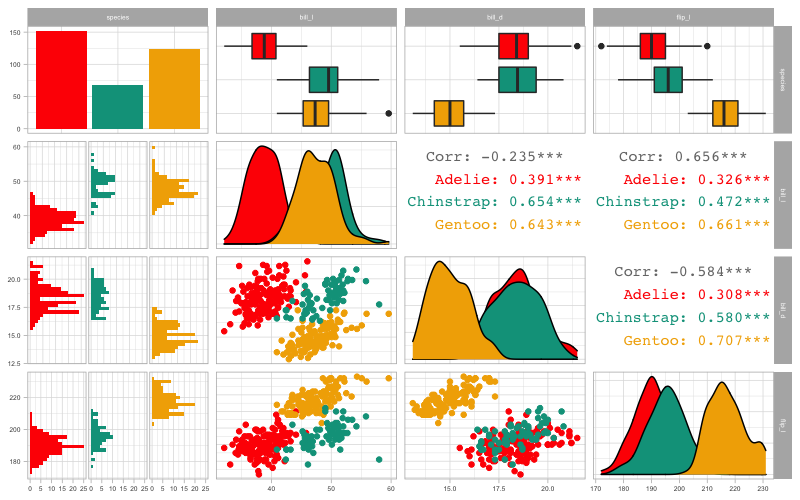 species bill_l bill_d flip_l
150
100
50
0
species
60
50
40
Corr: -0.235***
Adelie: 0.391***
Chinstrap: 0.654***
Gentoo: 0.643***
Corr: 0.656***
Adelie: 0.326***
Chinstrap: 0.472***
Gentoo: 0.661***
bill_l
20.0
17.5
15.0
12.5
Corr: -0.584***
Adelie: 0.308***
Chinstrap: 0.580***
Gentoo: 0.707***
bill_d
220
200
180
flip_l
0 5 10 15 20 25 0 5 10 15 20 25 0 5 10 15 20 25 40 50 60 15.0 17.5 20.0 170 180 190 200 210 220 230